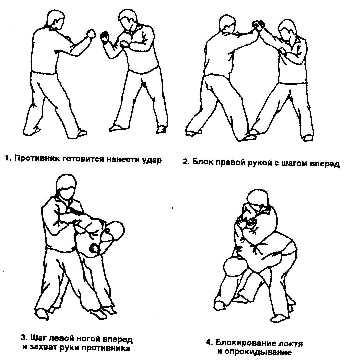 1. Противник готовится нанести удар
2. Блок правой рукой с шагом вперед
3. Шаг левой ногой вперед
и захват руки противника
4. Блокирование локтя
и опрокидывание